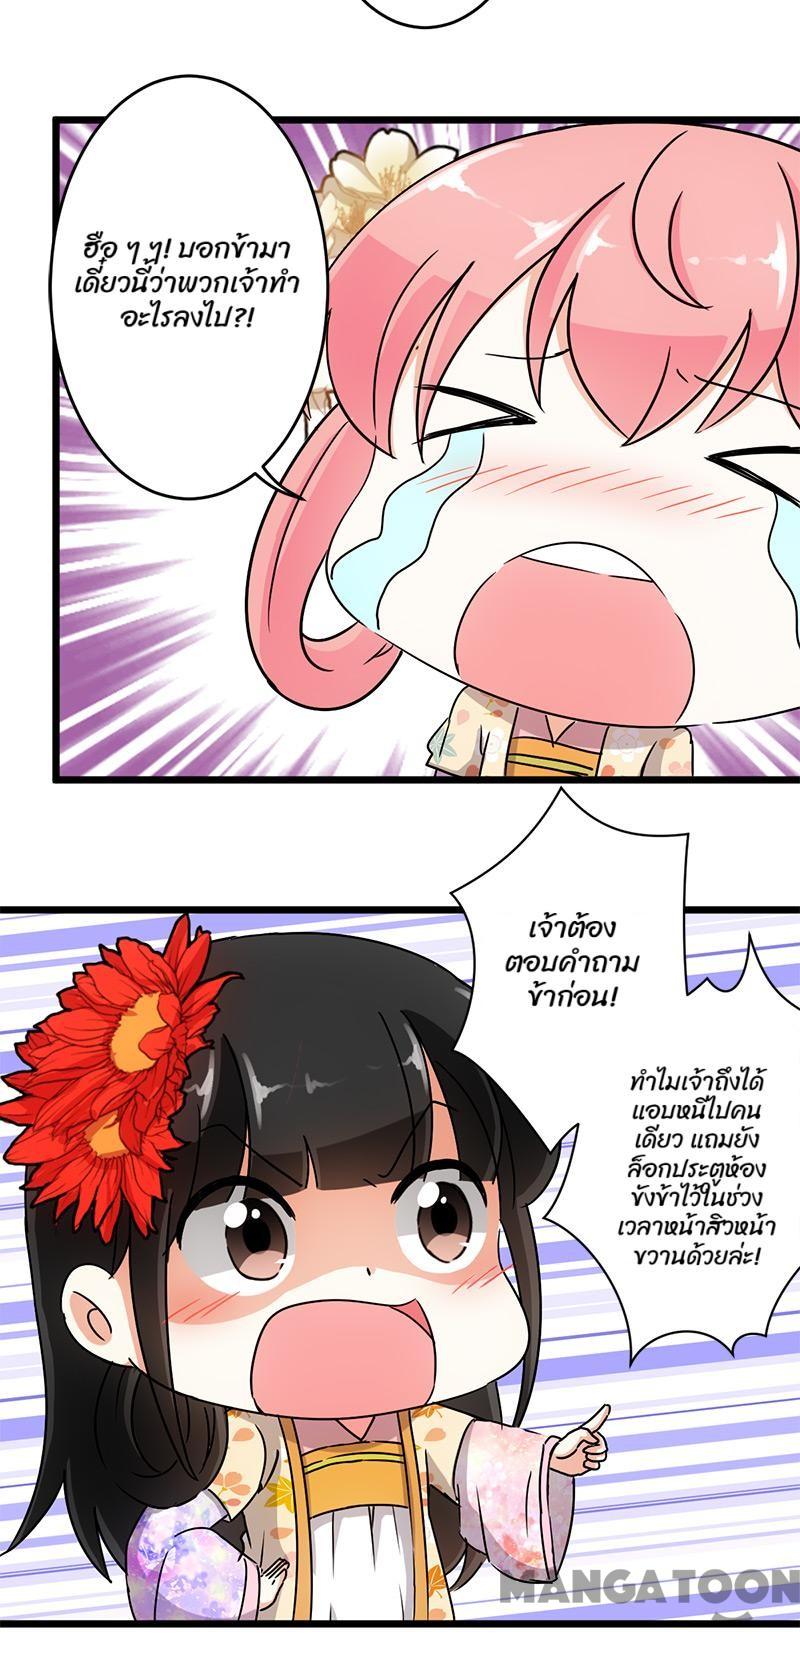 ฮือ ๆ ๆ! บอกข้ามา
เดี๋ยวนี้ว่าพวกเจ้าทำ
อะไรลงไป?!
เจ้าต้อง
ตอบคำถาม
ข้าก่อน!
ทำไมเจ้าถึงได้
แอบหนีไปคน
เดียว แถมยัง
ล็อกประตูห้อง
ขังข้าไว้ในช่วง
เวลาหน้าสิ่วหน้า
ขวานด้วยล่ะ!
MANGATOON